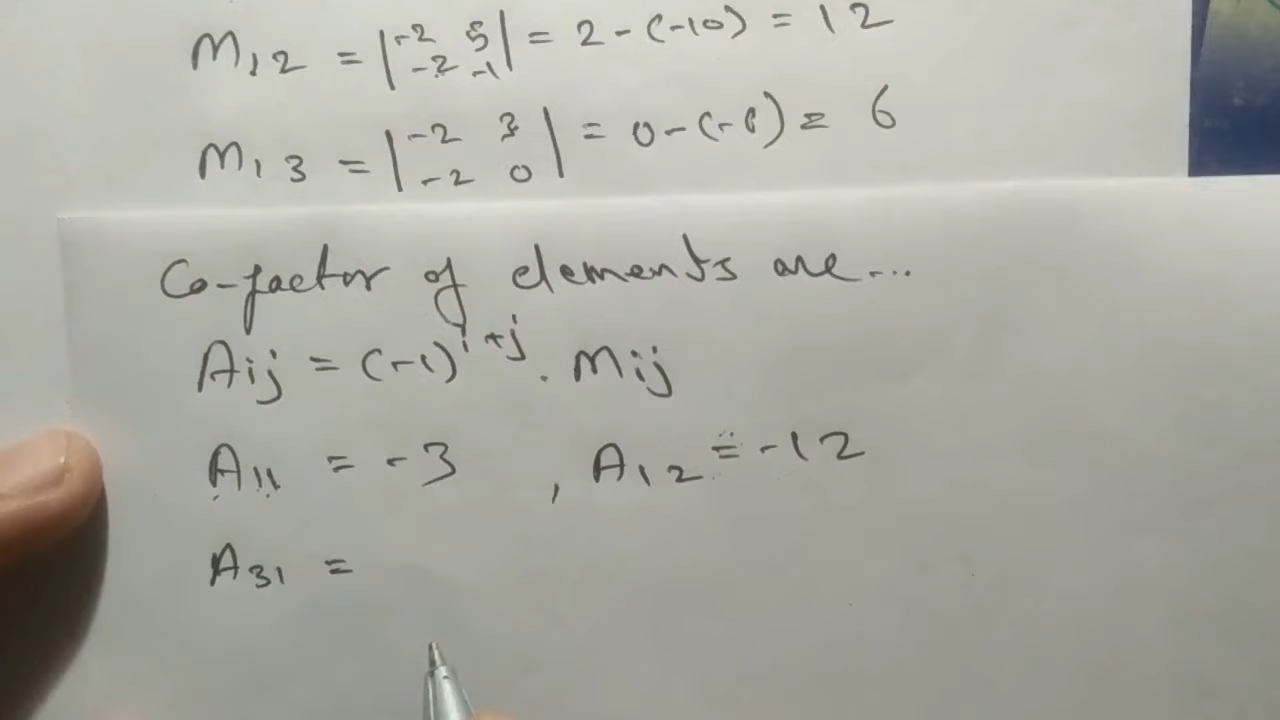 M₁₂ = |-2 5| = 2-(-10) = 12
|-2 -1|
M₁₃ = |-2 3| = 0-(-6) = 6
|-2 0|
Co-factor of elements are...
Aij = (-1)^i+j . Mij
A₁₁ = -3 , A₁₂ = -12
A₃₁ =